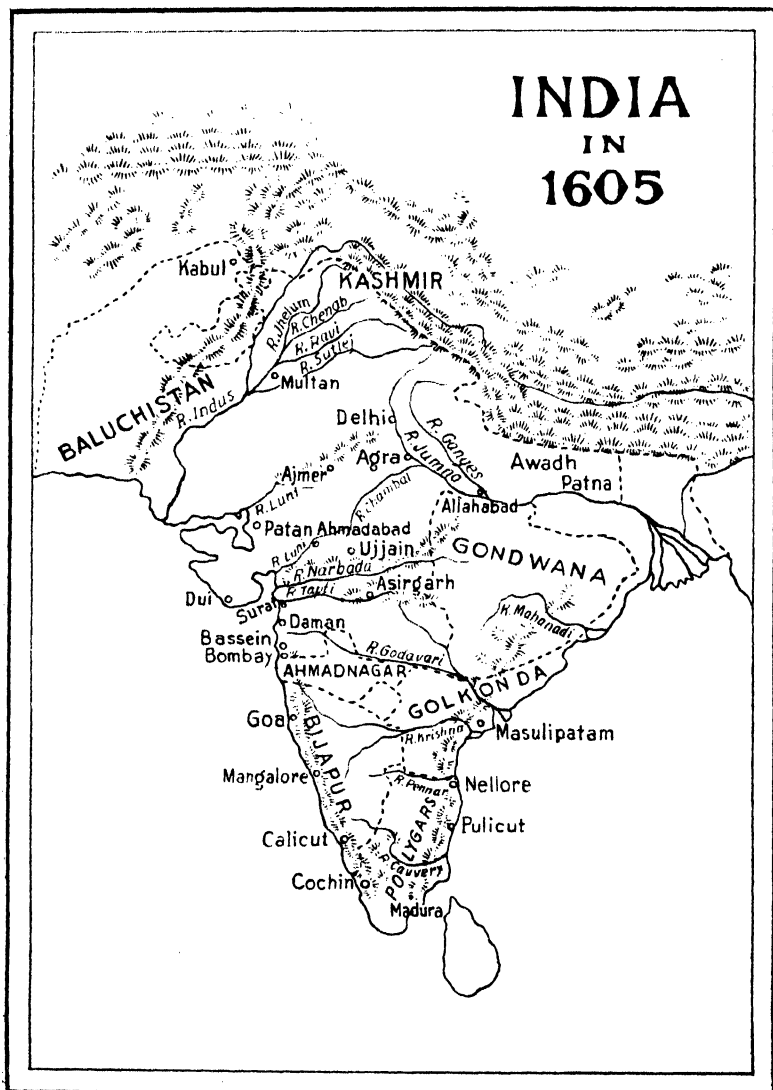 INDIA
IN
1605
Kabul
KASHMIR
R. Jhelum
R. Chenab
R. Ravi
R. Sutlej
Multan
BALUCHISTAN
R. Indus
Delhi
R. Ganges
R. Jumna
Agra
Ajmer
Awadh
Patna
R. Luni
R. Chambal
Allahabad
Patan
Ahmadabad
R. Luni
Ujjain
GONDWANA
R. Narbada
R. Tapti
Asirgarh
Dui
Surat
R. Mahanadi
Daman
Bassein
Bombay
R. Godavari
AHMADNAGAR
GOLKONDA
Goa
BIJAPUR
R. Krishna
Masulipatam
Mangalore
R. Pennar
Nellore
POLYGARS
Pulicut
Calicut
R. Cauvery
Cochin
Madura